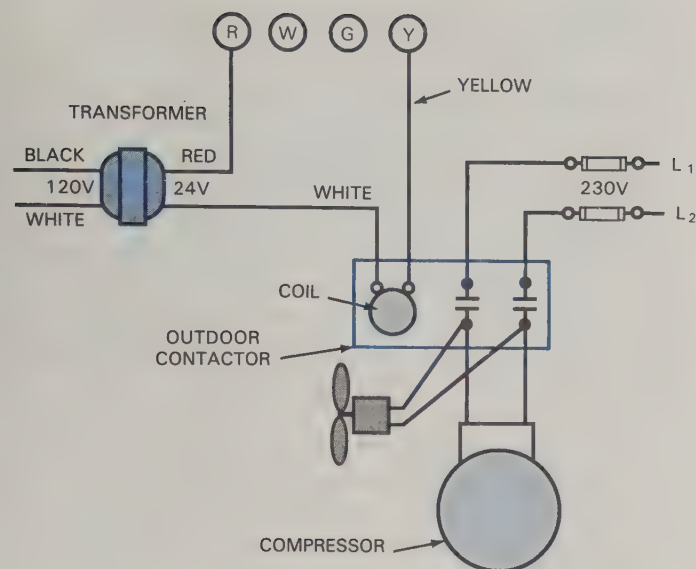 R W G Y
YELLOW
TRANSFORMER
BLACK RED
120V 24V
WHITE
WHITE
L1
230V
L2
COIL
OUTDOOR
CONTACTOR
COMPRESSOR